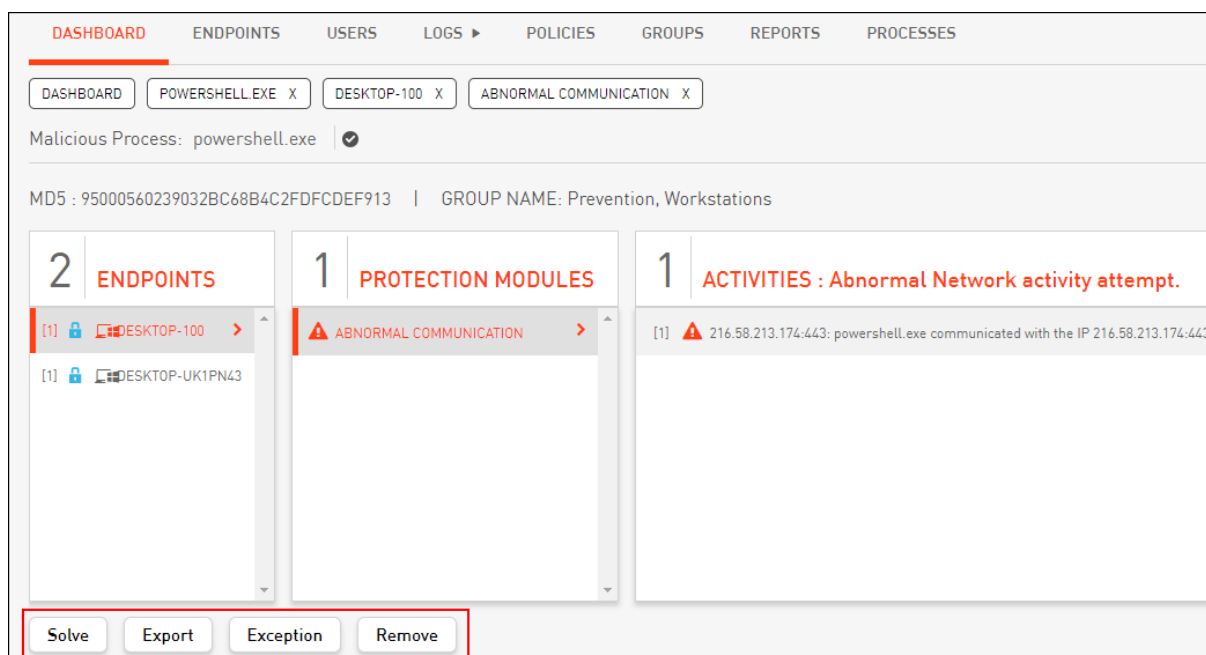 DASHBOARD ENDPOINTS USERS LOGS ▶ POLICIES GROUPS REPORTS PROCESSES
DASHBOARD POWERSHELL.EXE X DESKTOP-100 X ABNORMAL COMMUNICATION X
Malicious Process: powershell.exe
MD5 : 95000560239032BC68B4C2FDFCDEF913 | GROUP NAME: Prevention, Workstations
2 ENDPOINTS
1 PROTECTION MODULES
1 ACTIVITIES : Abnormal Network activity attempt.
[1] DESKTOP-100
ABNORMAL COMMUNICATION
[1] 216.58.213.174:443: powershell.exe communicated with the IP 216.58.213.174:443
[1] DESKTOP-UK1PN43
Solve Export Exception Remove